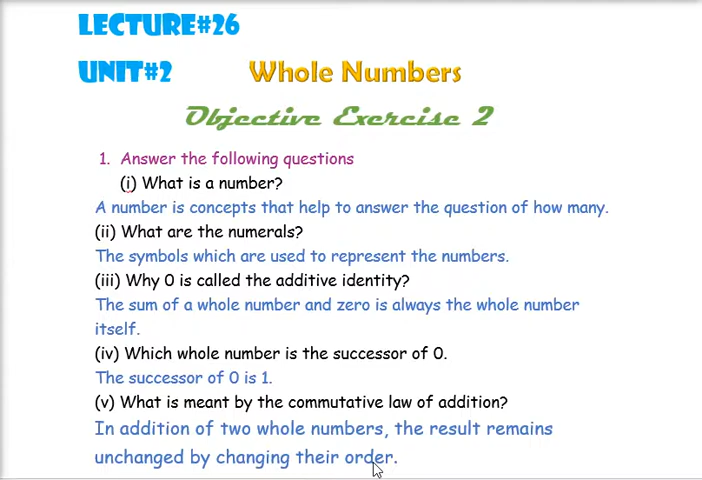 LECTURE#26
UNIT#2 Whole Numbers
Objective Exercise 2
1. Answer the following questions
(i) What is a number?
A number is concepts that help to answer the question of how many.
(ii) What are the numerals?
The symbols which are used to represent the numbers.
(iii) Why 0 is called the additive identity?
The sum of a whole number and zero is always the whole number
itself.
(iv) Which whole number is the successor of 0.
The successor of 0 is 1.
(v) What is meant by the commutative law of addition?
In addition of two whole numbers, the result remains
unchanged by changing their order.